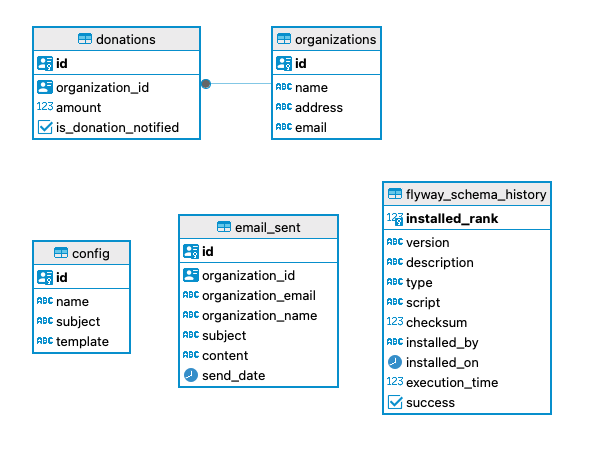 donations
id
organization_id
123 amount
is_donation_notified
organizations
id
ABC name
ABC address
ABC email
config
id
ABC name
ABC subject
ABC template
email_sent
id
organization_id
ABC organization_email
ABC organization_name
ABC subject
ABC content
send_date
flyway_schema_history
123 installed_rank
ABC version
ABC description
ABC type
ABC script
123 checksum
ABC installed_by
installed_on
123 execution_time
success